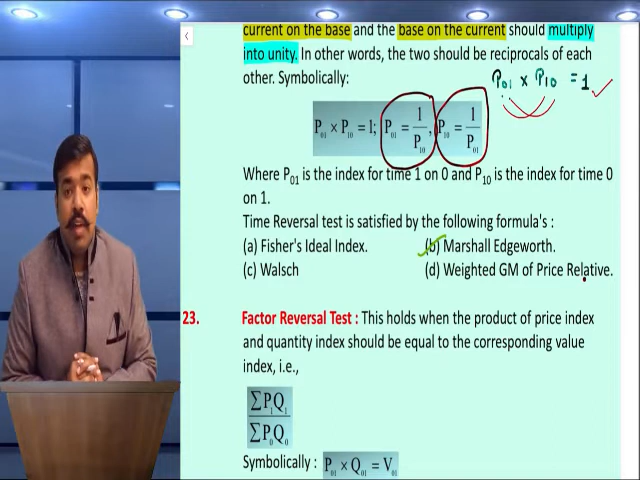 current on the base and the base on the current should multiply
into unity. In other words, the two should be reciprocals of each
other. Symbolically:
P01 x P10 = 1
P01 × P10 = 1; P01 = 1/P10, P10 = 1/P01
Where P01 is the index for time 1 on 0 and P10 is the index for time 0
on 1.
Time Reversal test is satisfied by the following formula's :
(a) Fisher's Ideal Index. (b) Marshall Edgeworth.
(c) Walsch (d) Weighted GM of Price Relative.
23. Factor Reversal Test : This holds when the product of price index
and quantity index should be equal to the corresponding value
index, i.e.,
∑P1Q1
∑P0Q0
Symbolically : P01 × Q01 = V01